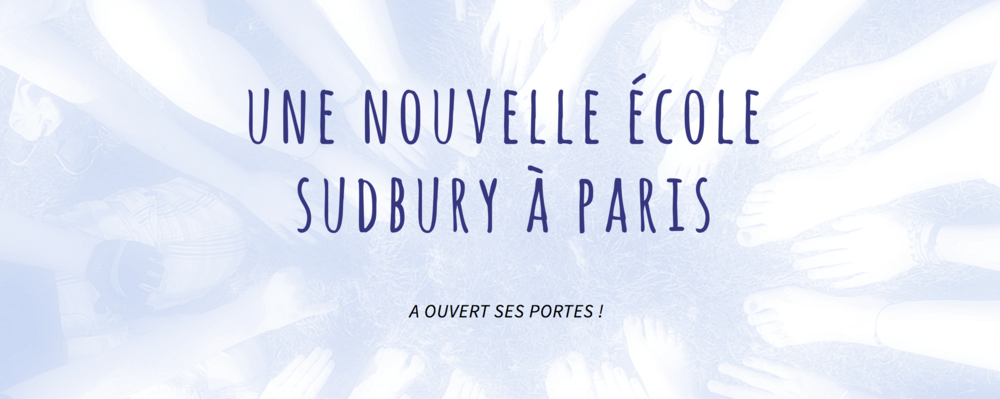 UNE NOUVELLE ÉCOLE
SUDBURY À PARIS
A OUVERT SES PORTES !